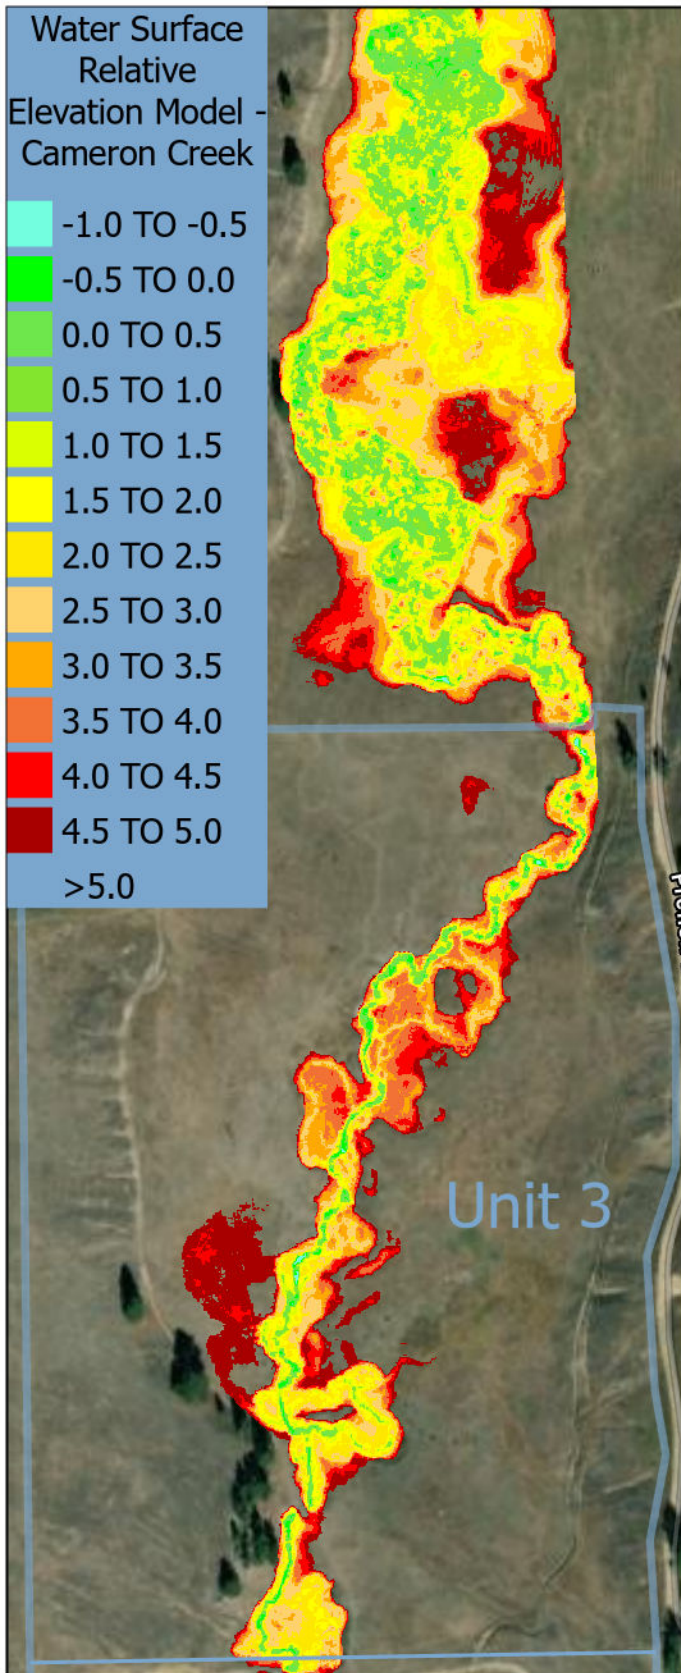 Water Surface
Relative
Elevation Model -
Cameron Creek
-1.0 TO -0.5
-0.5 TO 0.0
0.0 TO 0.5
0.5 TO 1.0
1.0 TO 1.5
1.5 TO 2.0
2.0 TO 2.5
2.5 TO 3.0
3.0 TO 3.5
3.5 TO 4.0
4.0 TO 4.5
4.5 TO 5.0
>5.0
Unit 3